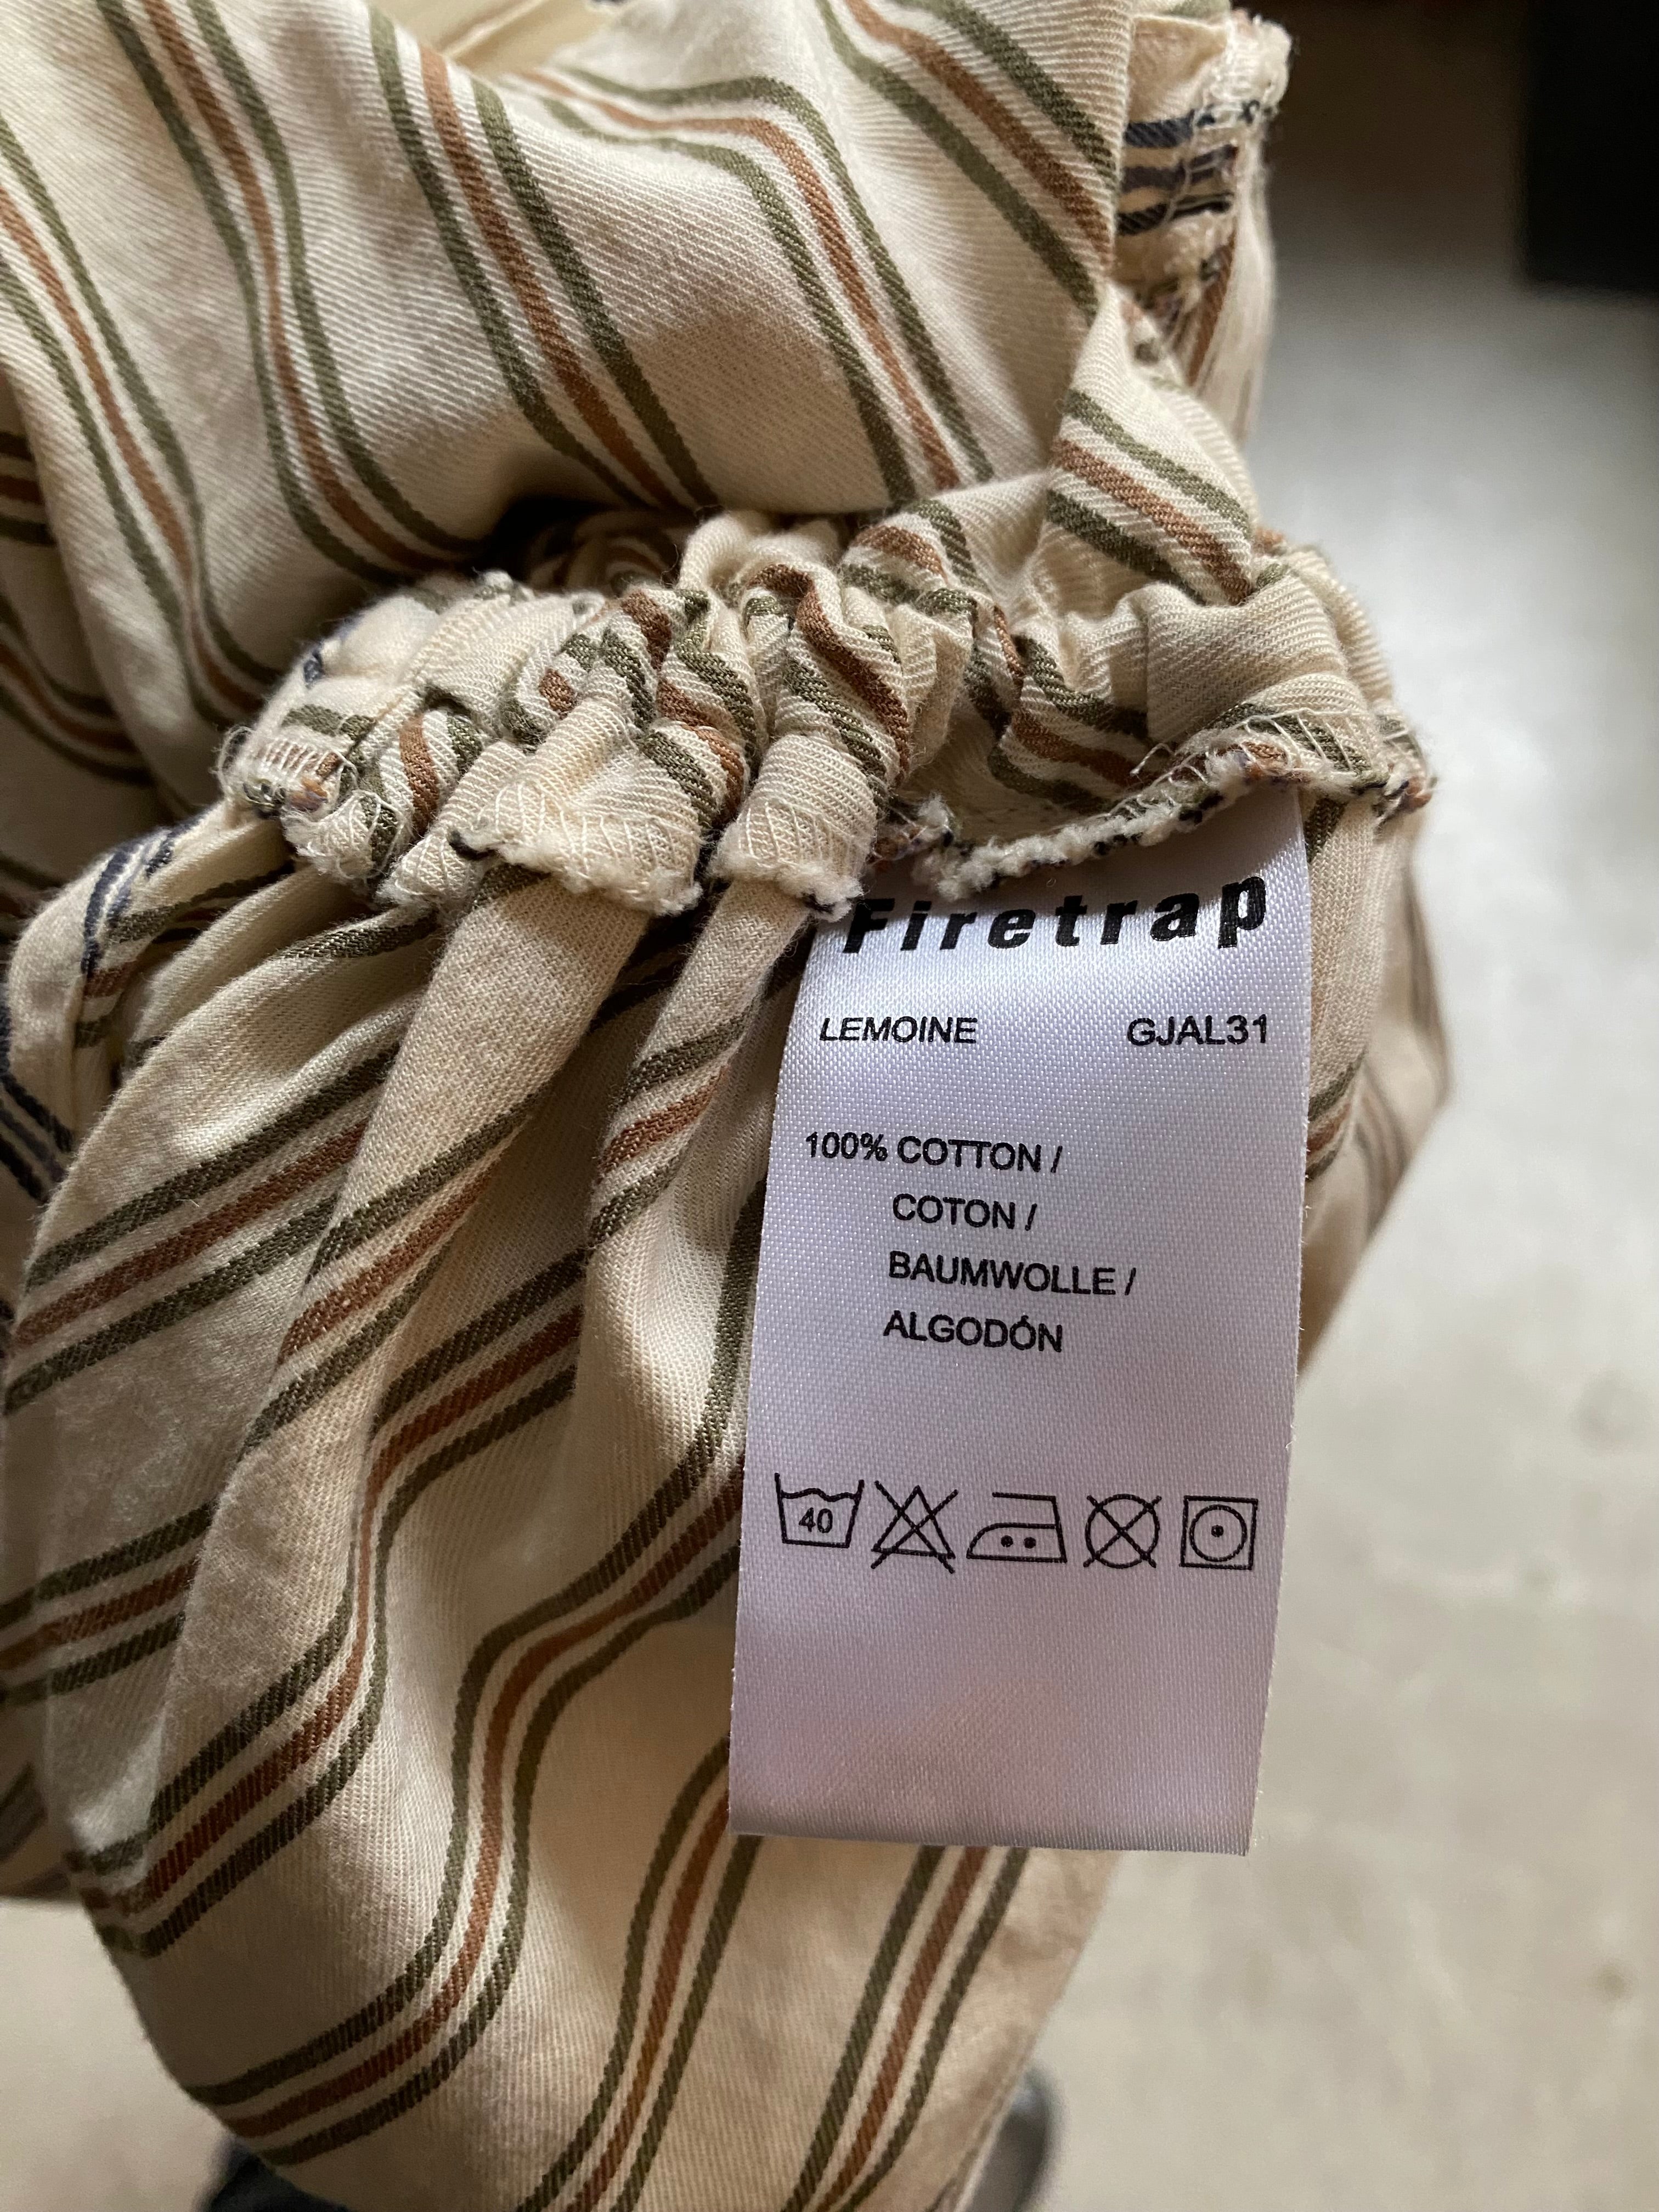 Firetrap
LEMOINE GJAL31
100% COTTON /
COTON /
BAUMWOLLE /
ALGODÓN
40